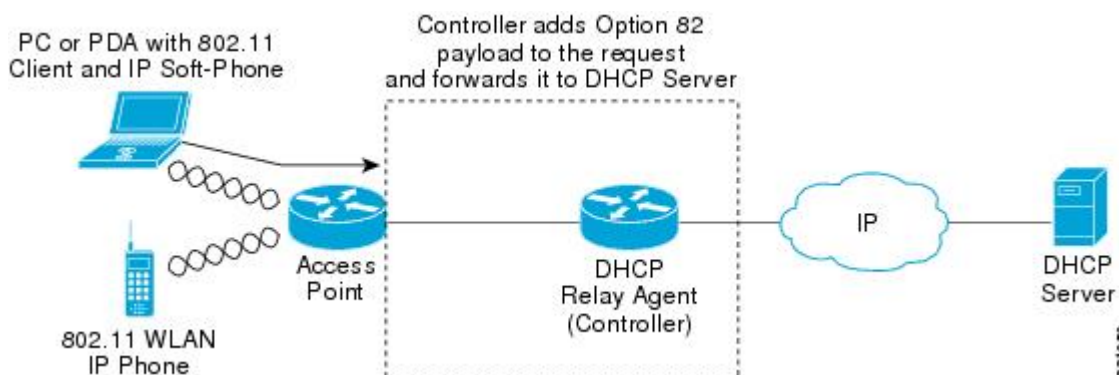 Controller adds Option 82
payload to the request
and forwards it to DHCP Server
PC or PDA with 802.11
Client and IP Soft-Phone
IP
Access
Point
DHCP
Relay Agent
(Controller)
DHCP
Server
802.11 WLAN
IP Phone